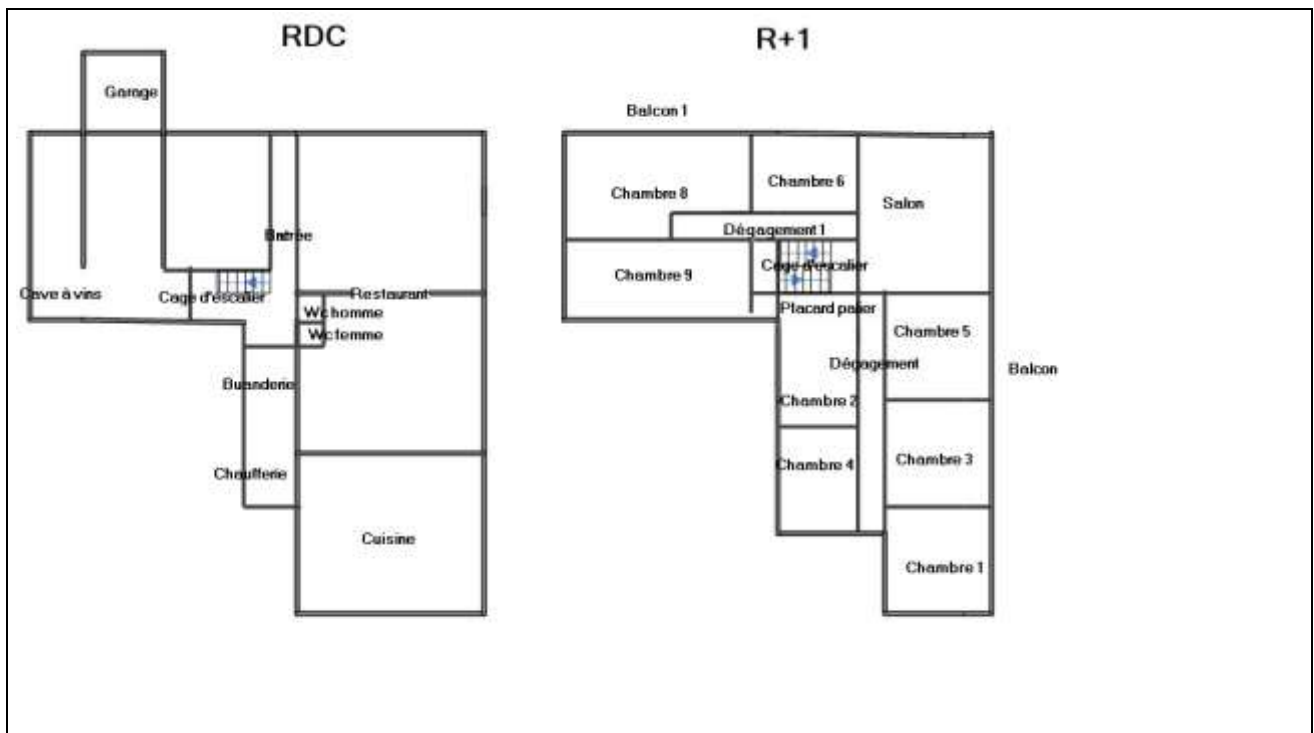 RDC
Garage
Entrée
Cave à vins
Cage d'escalier
Restaurant
Wc homme
Wc femme
Buanderie
Chaufferie
Cuisine
R+1
Balcon 1
Chambre 8
Chambre 6
Salon
Dégagement 1
Chambre 9
Cage d'escalier
Placard palier
Chambre 5
Dégagement
Balcon
Chambre 2
Chambre 4
Chambre 3
Chambre 1